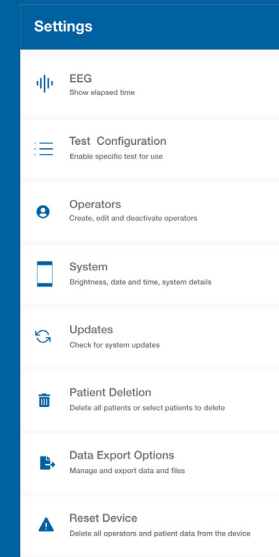 Settings
EEG
Show elapsed time
Test Configuration
Enable specific test for use
Operators
Create, edit and deactivate operators
System
Brightness, date and time, system details
Updates
Check for system updates
Patient Deletion
Delete all patients or select patients to delete
Data Export Options
Manage and export data and files
Reset Device
Delete all operators and patient data from the device